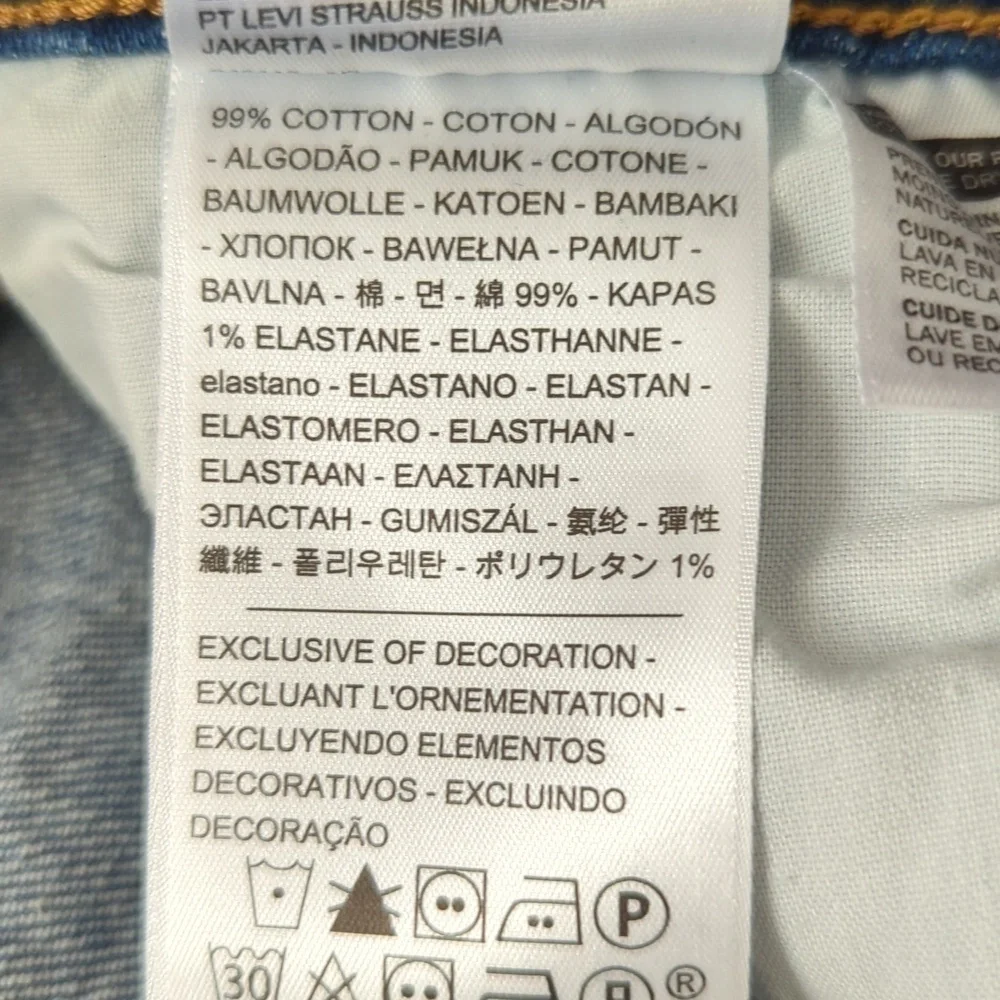 PT LEVI STRAUSS INDONESIA
JAKARTA - INDONESIA
99% COTTON - COTON - ALGODÓN
- ALGODÃO - PAMUK - COTONE -
BAUMWOLLE - KATOEN - BAMBAKI
- ХЛОПОК - BAWEŁNA - PAMUT -
BAVLNA - 棉 - 면 - 綿 99% - KAPAS
1% ELASTANE - ELASTHANNE -
elastano - ELASTANO - ELASTAN -
ELASTOMERO - ELASTHAN -
ELASTAAN - ΕΛΑΣΤΑΝΗ -
ЭЛАСТАН - GUMISZÁL - 氨纶 - 彈性
纖維 - 폴리우레탄 - ポリウレタン 1%
EXCLUSIVE OF DECORATION -
EXCLUANT L'ORNEMENTATION -
EXCLUYENDO ELEMENTOS
DECORATIVOS - EXCLUINDO
DECORAÇÃO
P
30
®
OUR
CUIDA
LAVA EN
RECICLA
CUIDE
LAVE EM
OU